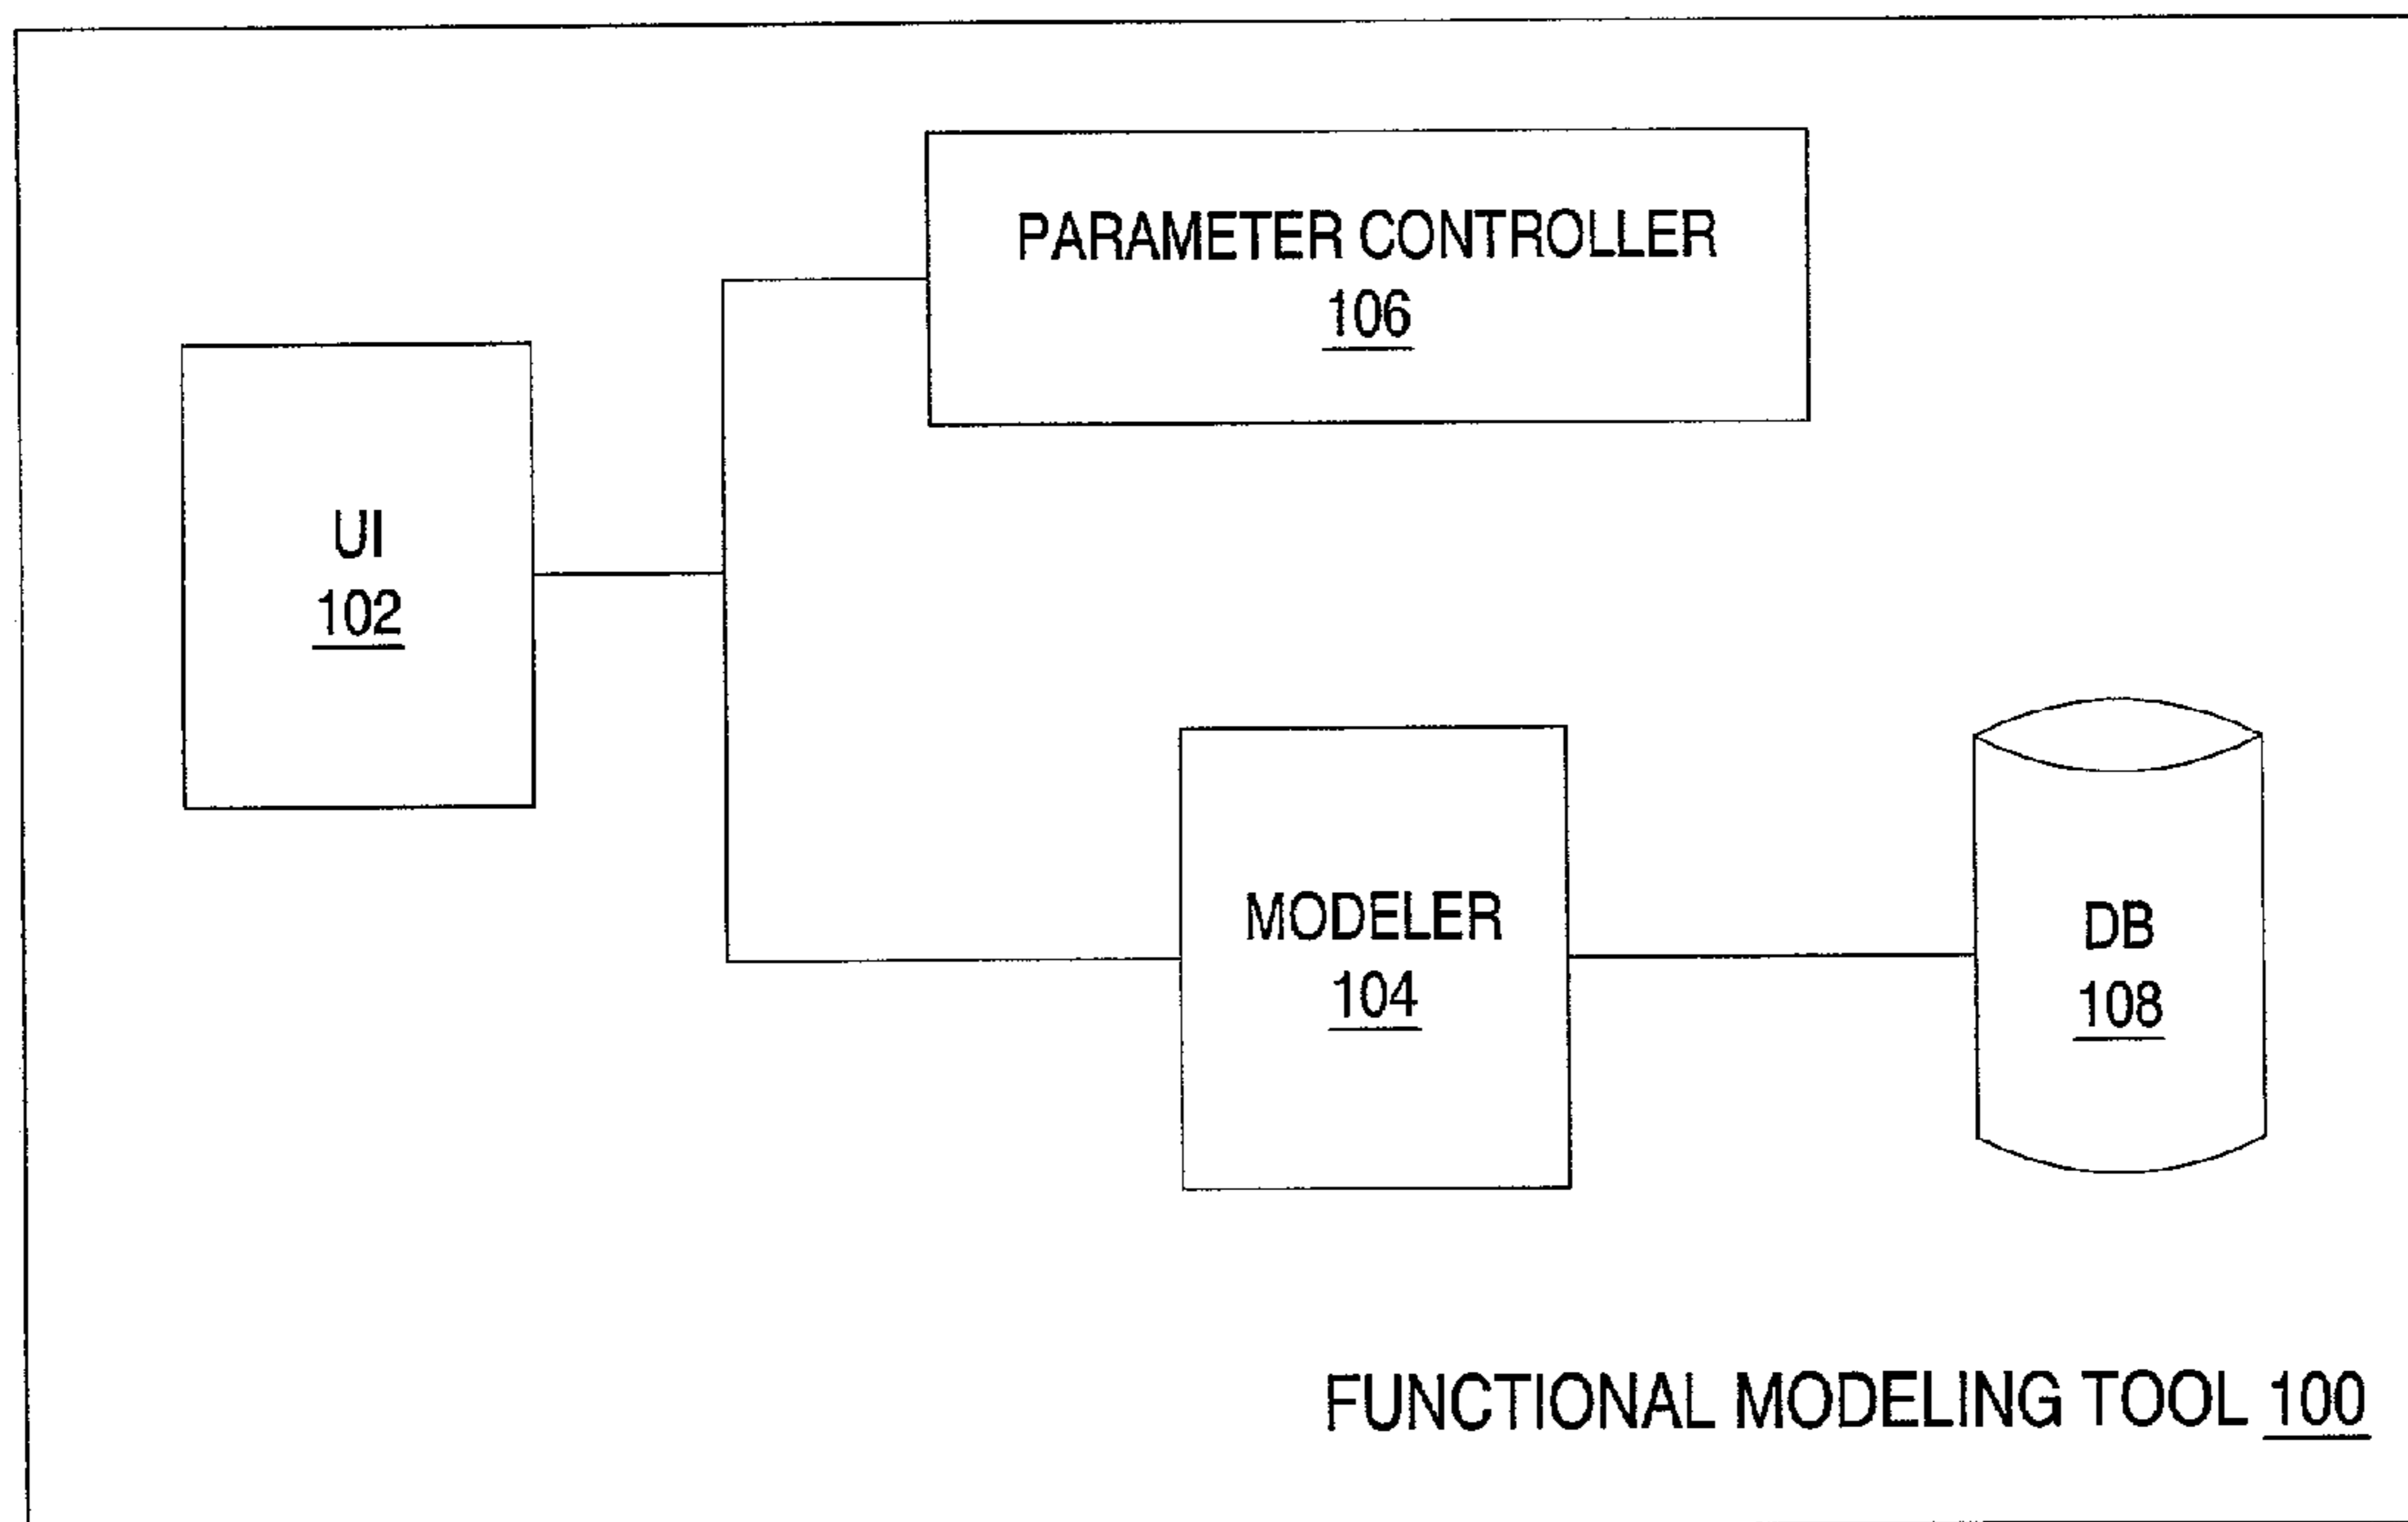 PARAMETER CONTROLLER
106
UI
102
MODELER
104
DB
108
FUNCTIONAL MODELING TOOL 100